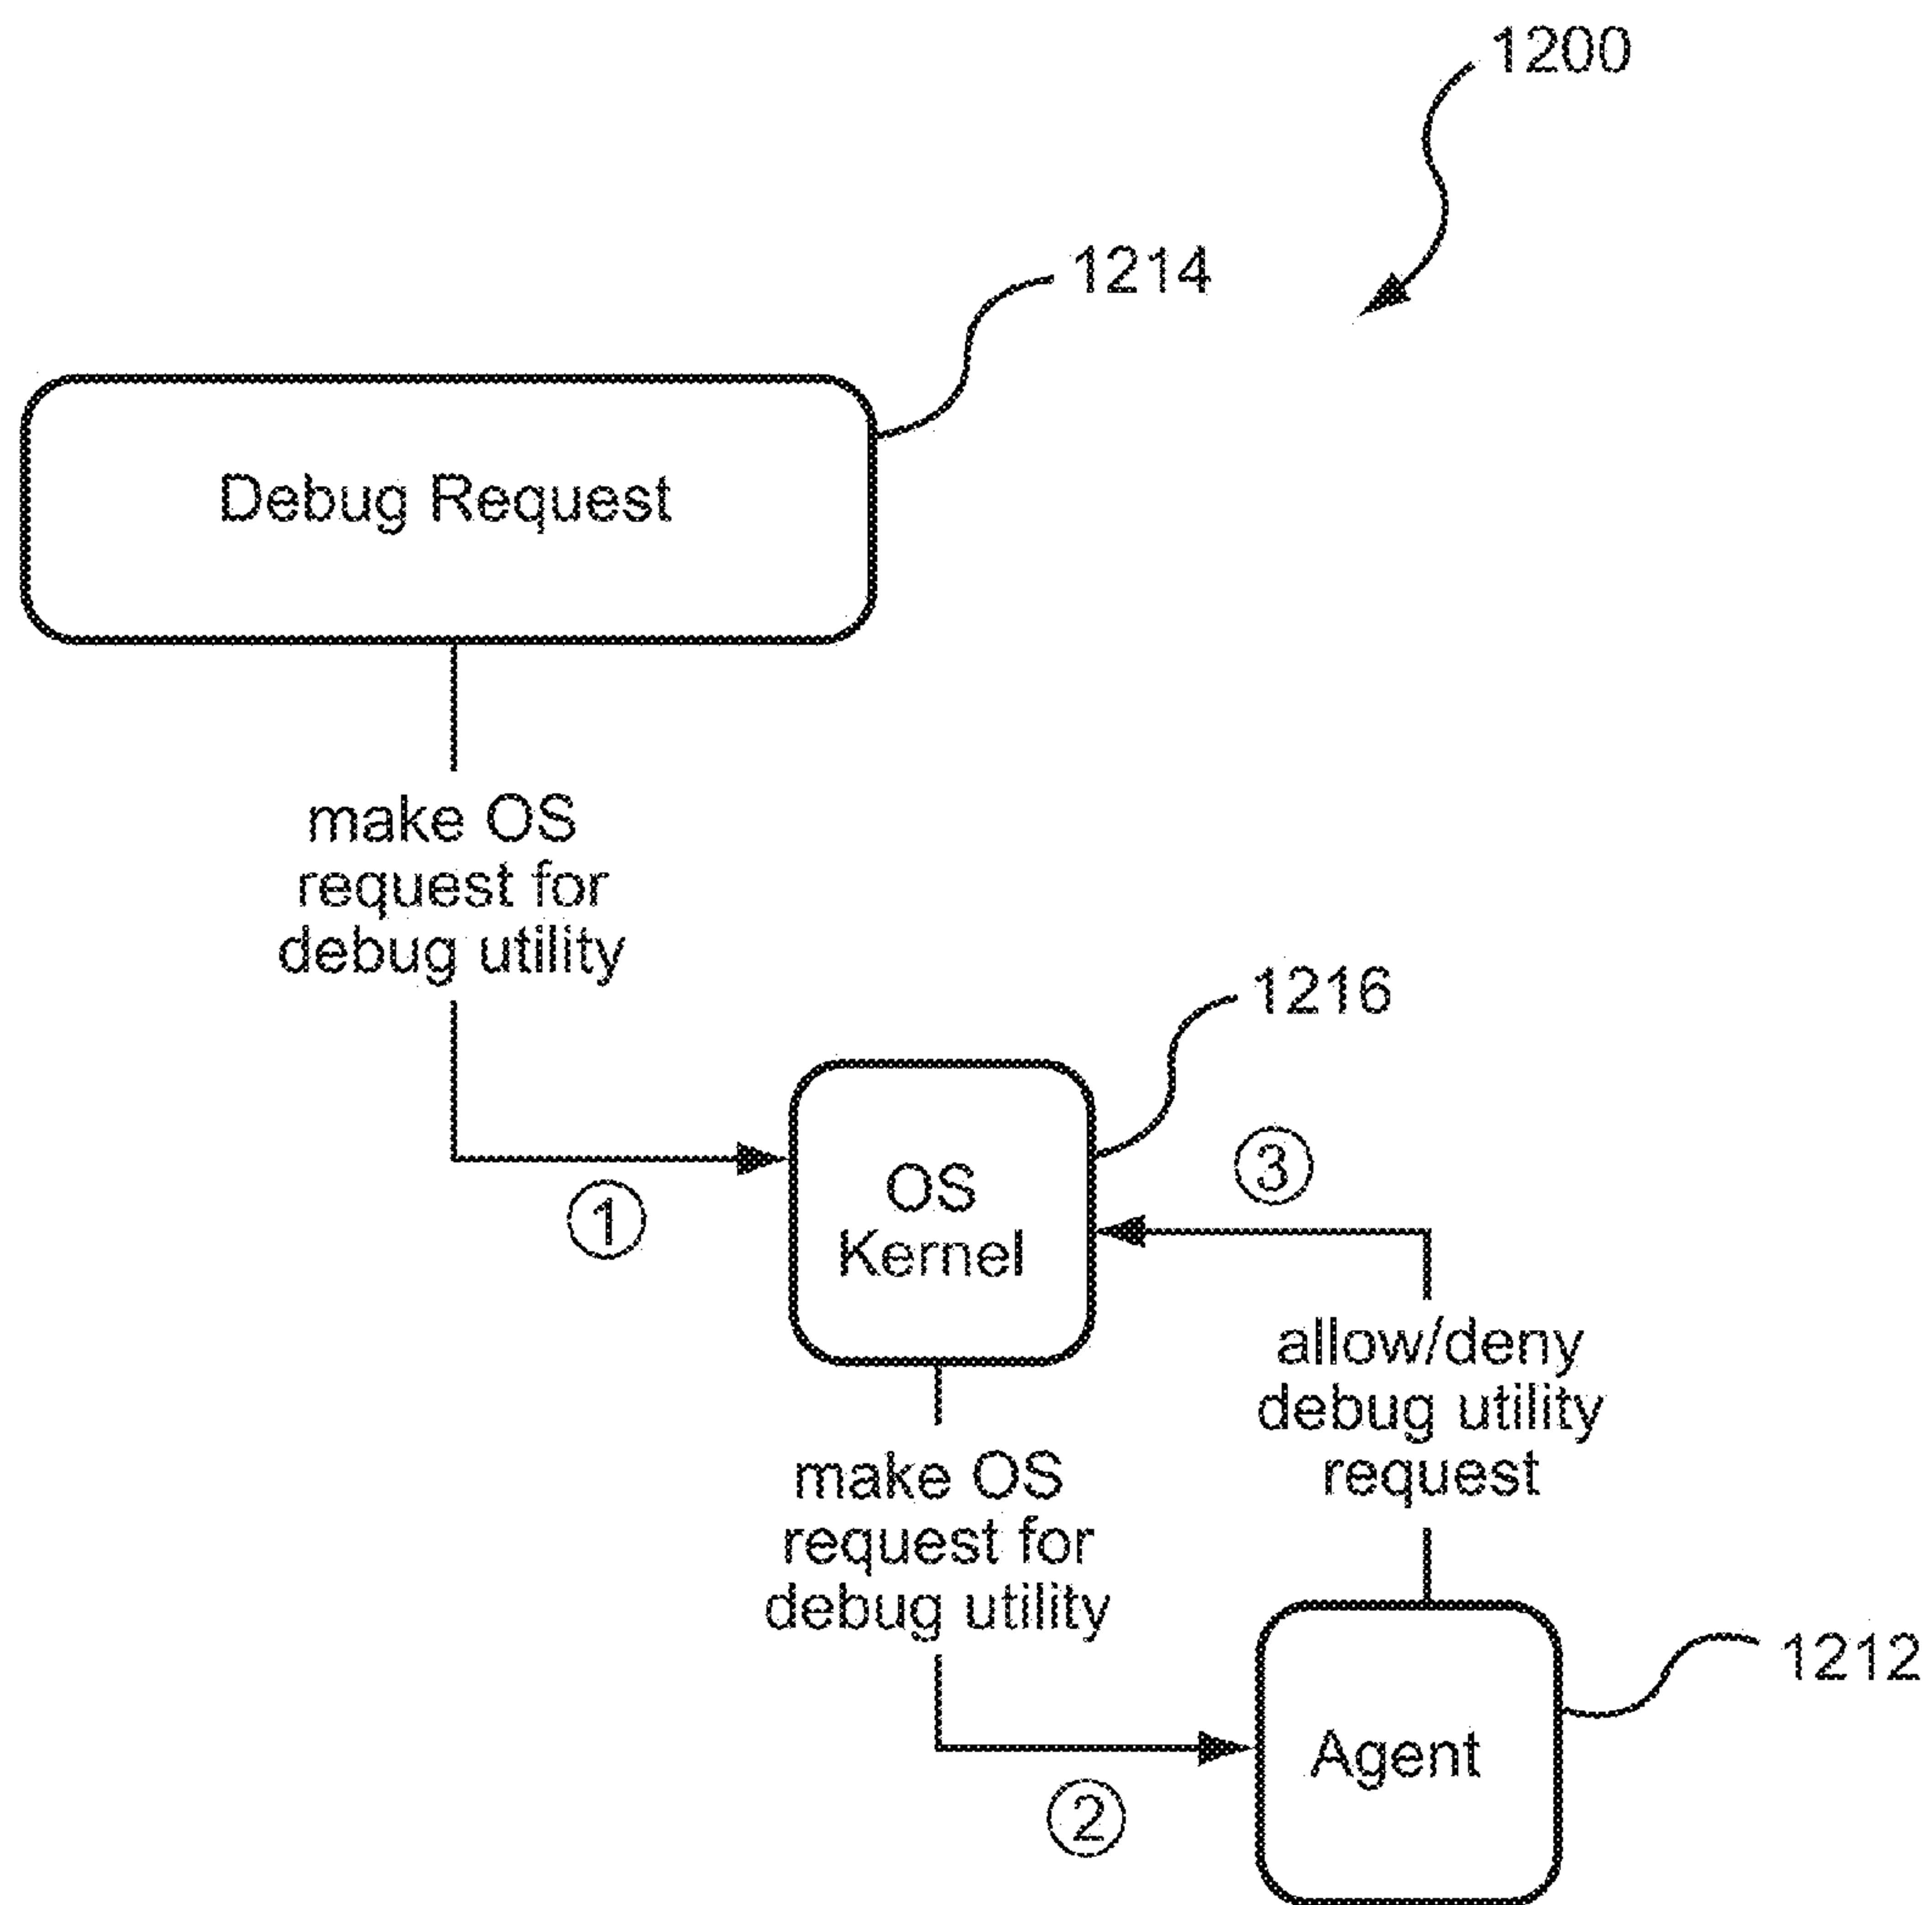 1200
1214
Debug Request
make OS
request for
debug utility
1216
①
OS
Kernel
③
allow/deny
debug utility
request
make OS
request for
debug utility
1212
Agent
②